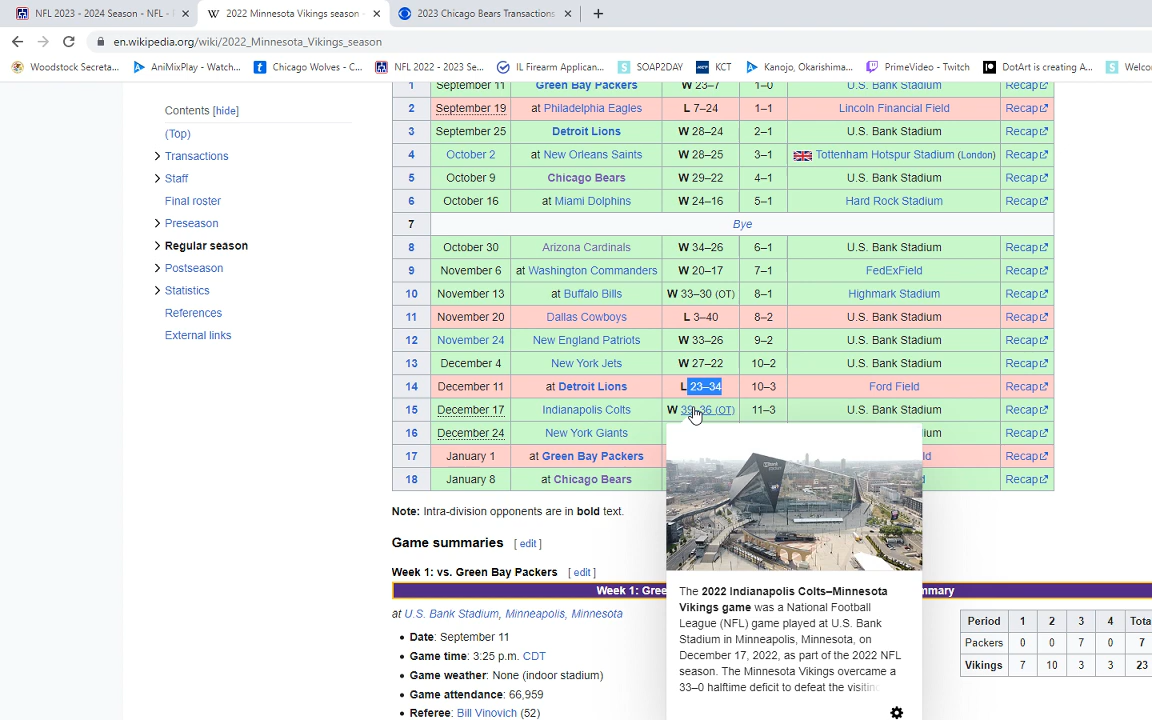 NFL 2023 - 2024 Season - NFL -
2022 Minnesota Vikings season
2023 Chicago Bears Transactions
en.wikipedia.org/wiki/2022_Minnesota_Vikings_season
Woodstock Secreta... AniMixPlay - Watch... Chicago Wolves - C... NFL 2022 - 2023 Se... IL Firearm Applican... SOAP2DAY KCT Kanojo, Okarishima... PrimeVideo - Twitch DotArt is creating A... Welco
Contents [hide]
(Top)
Transactions
Staff
Final roster
Preseason
Regular season
Postseason
Statistics
References
External links
1 September 11 Green Bay Packers W 23–7 1–0 U.S. Bank Stadium Recap
2 September 19 at Philadelphia Eagles L 7–24 1–1 Lincoln Financial Field Recap
3 September 25 Detroit Lions W 28–24 2–1 U.S. Bank Stadium Recap
4 October 2 at New Orleans Saints W 28–25 3–1 Tottenham Hotspur Stadium (London) Recap
5 October 9 Chicago Bears W 29–22 4–1 U.S. Bank Stadium Recap
6 October 16 at Miami Dolphins W 24–16 5–1 Hard Rock Stadium Recap
7 Bye
8 October 30 Arizona Cardinals W 34–26 6–1 U.S. Bank Stadium Recap
9 November 6 at Washington Commanders W 20–17 7–1 FedExField Recap
10 November 13 at Buffalo Bills W 33–30 (OT) 8–1 Highmark Stadium Recap
11 November 20 Dallas Cowboys L 3–40 8–2 U.S. Bank Stadium Recap
12 November 24 New England Patriots W 33–26 9–2 U.S. Bank Stadium Recap
13 December 4 New York Jets W 27–22 10–2 U.S. Bank Stadium Recap
14 December 11 at Detroit Lions L 23–34 10–3 Ford Field Recap
15 December 17 Indianapolis Colts W 39–36 (OT) 11–3 U.S. Bank Stadium Recap
16 December 24 New York Giants ium Recap
17 January 1 at Green Bay Packers ld Recap
18 January 8 at Chicago Bears d Recap
Note: Intra-division opponents are in bold text.
Game summaries [ edit ]
Week 1: vs. Green Bay Packers [ edit ]
Week 1: Gree mmary
at U.S. Bank Stadium, Minneapolis, Minnesota
• Date: September 11
• Game time: 3:25 p.m. CDT
• Game weather: None (indoor stadium)
• Game attendance: 66,959
• Referee: Bill Vinovich (52)
The 2022 Indianapolis Colts–Minnesota
Vikings game was a National Football
League (NFL) game played at U.S. Bank
Stadium in Minneapolis, Minnesota, on
December 17, 2022, as part of the 2022 NFL
season. The Minnesota Vikings overcame a
33–0 halftime deficit to defeat the visitin
Period 1 2 3 4 Tota
Packers 0 0 7 0 7
Vikings 7 10 3 3 23